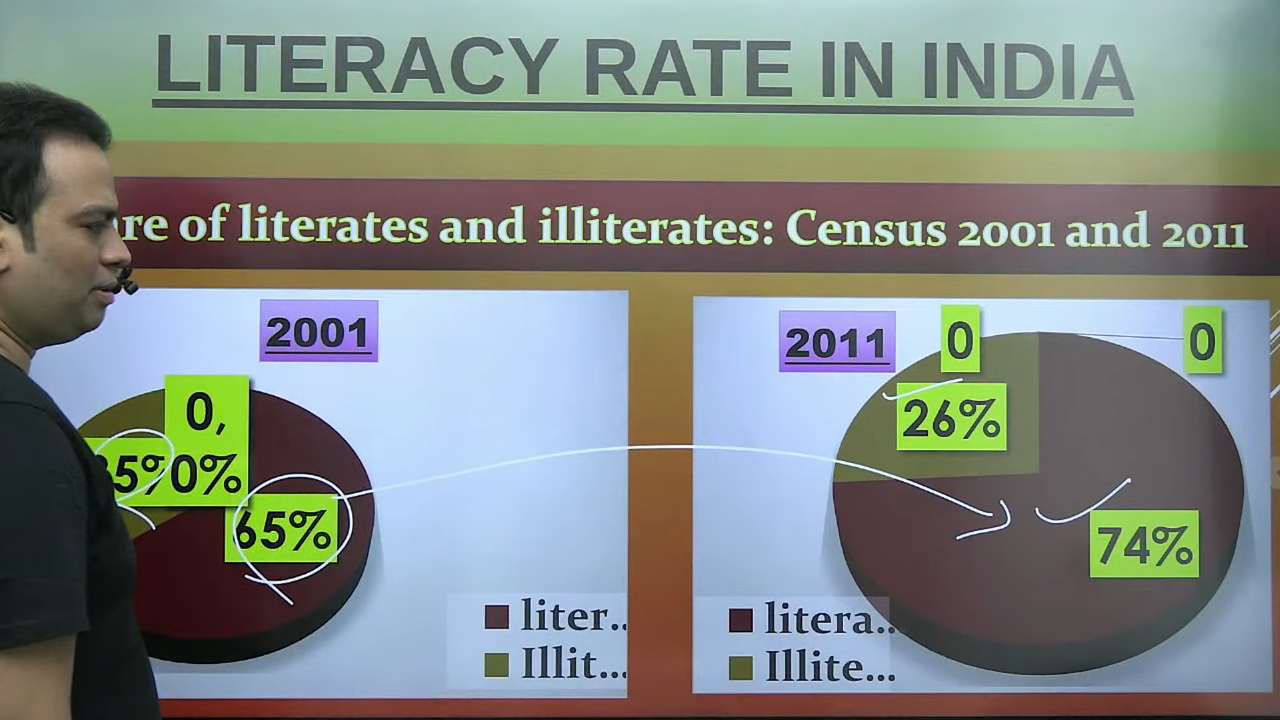 LITERACY RATE IN INDIA
re of literates and illiterates: Census 2001 and 2011
2001
0,
35%
0%
65%
liter..
Illit...
2011
0
0
26%
74%
litera...
Illite...